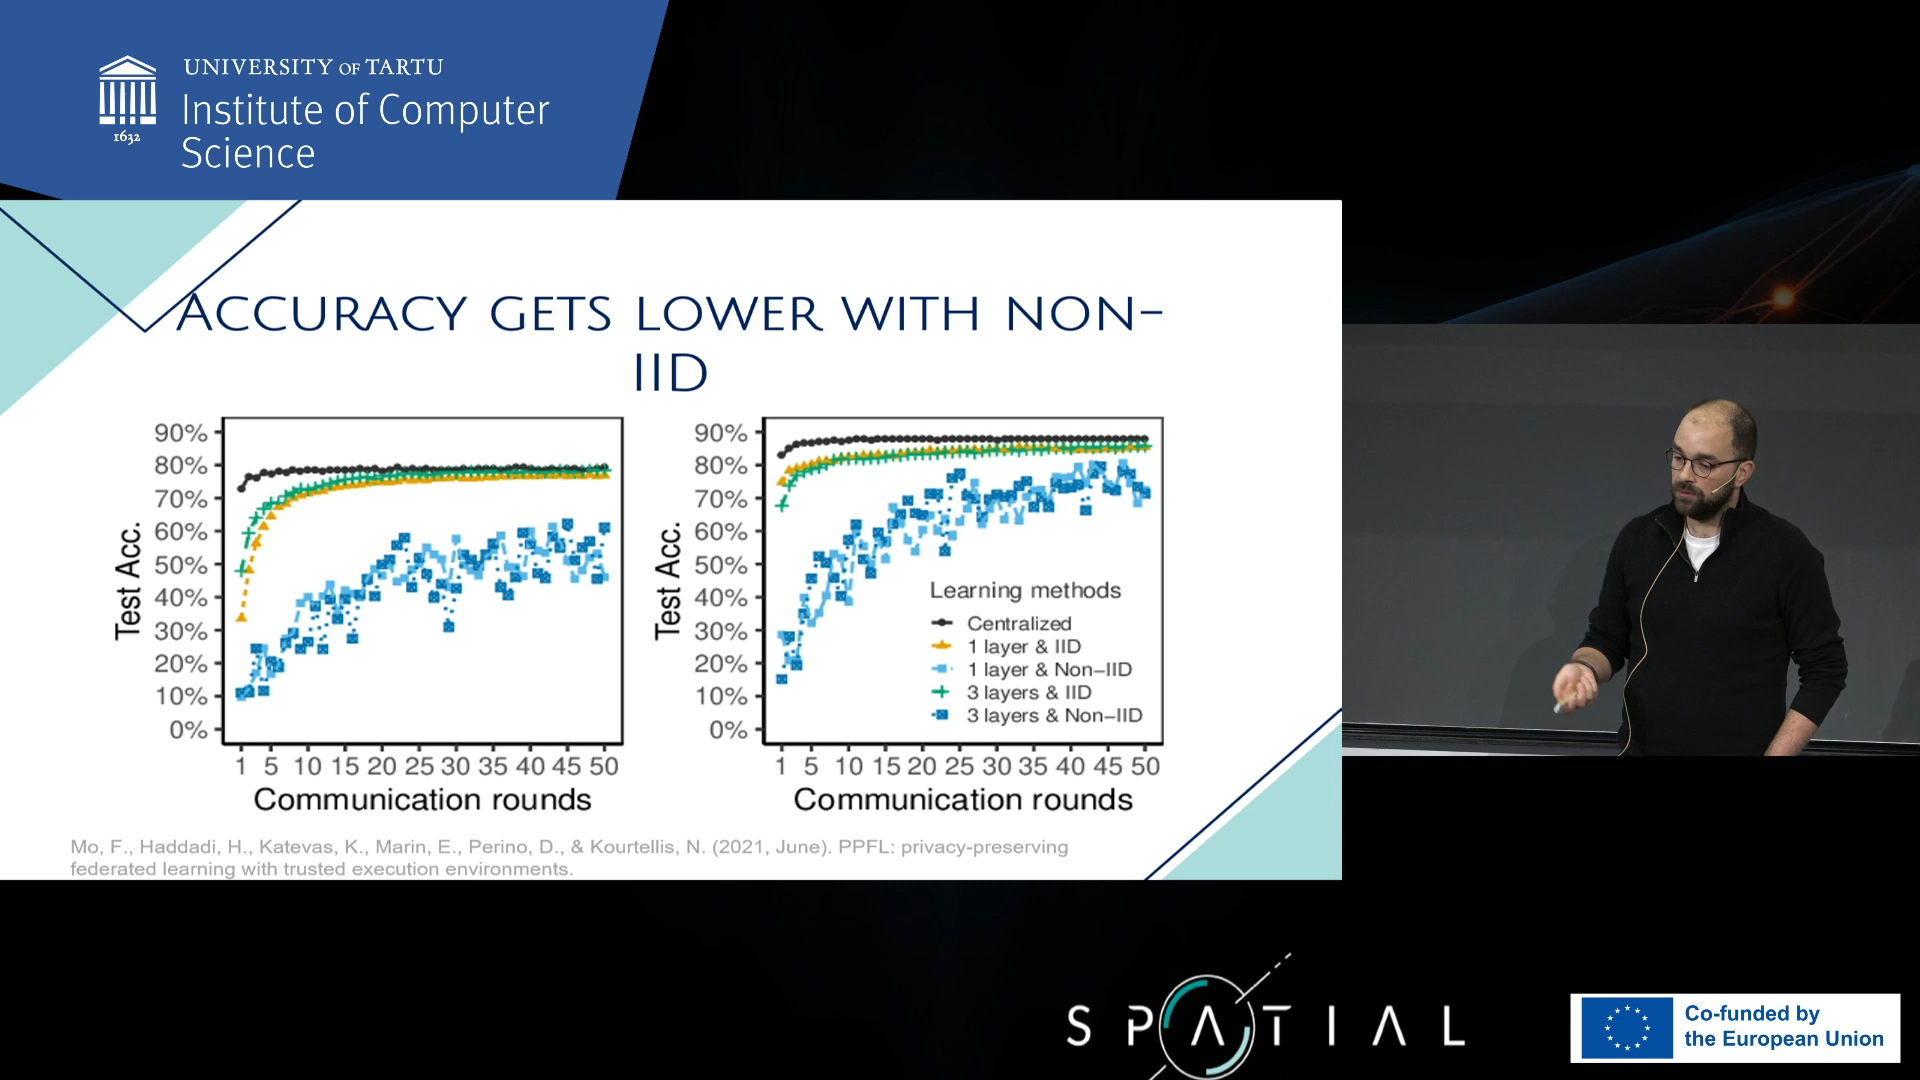 UNIVERSITY OF TARTU
Institute of Computer
Science
1632
ACCURACY GETS LOWER WITH NON-
IID
90%
80%
70%
60%
50%
40%
30%
20%
10%
0%
Test Acc.
1 5 10 15 20 25 30 35 40 45 50
Communication rounds
90%
80%
70%
60%
50%
40%
30%
20%
10%
0%
Test Acc.
Learning methods
Centralized
1 layer & IID
1 layer & Non-IID
3 layers & IID
3 layers & Non-IID
1 5 10 15 20 25 30 35 40 45 50
Communication rounds
Mo, F., Haddadi, H., Katevas, K., Marin, E., Perino, D., & Kourtellis, N. (2021, June). PPFL: privacy-preserving
federated learning with trusted execution environments.
SPATIAL
Co-funded by
the European Union